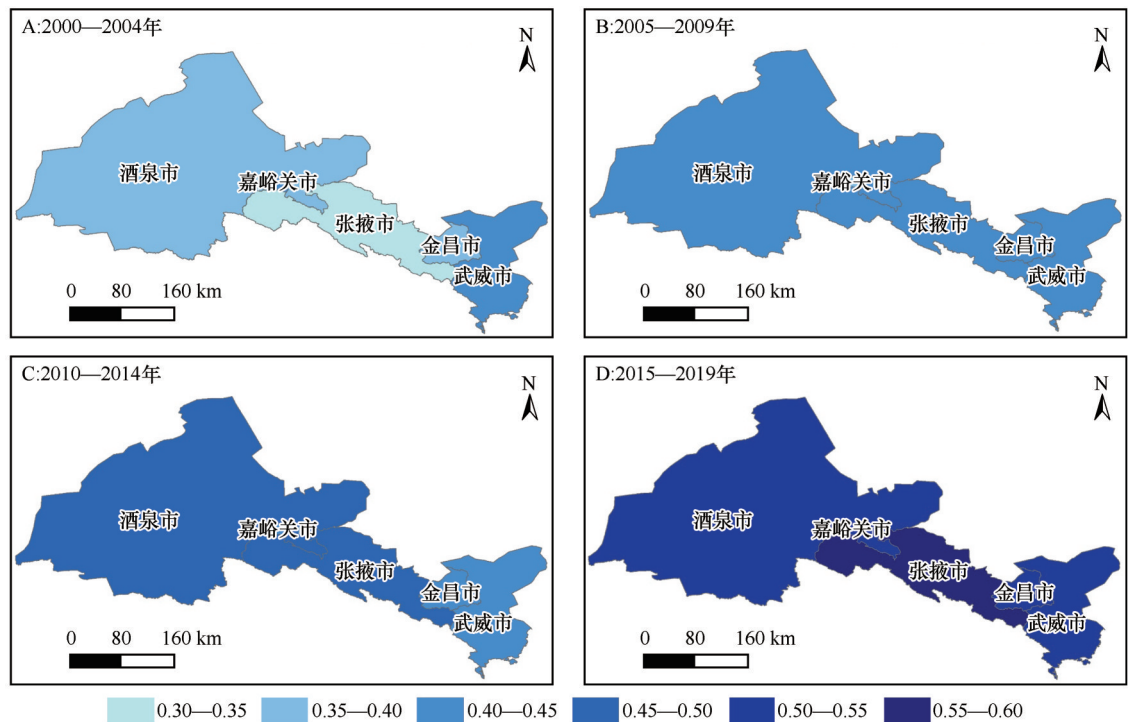 A:2000—2004年
N
酒泉市
嘉峪关市
张掖市
金昌市
武威市
0 80 160 km
B:2005—2009年
N
酒泉市
嘉峪关市
张掖市
金昌市
武威市
0 80 160 km
C:2010—2014年
N
酒泉市
嘉峪关市
张掖市
金昌市
武威市
0 80 160 km
D:2015—2019年
N
酒泉市
嘉峪关市
张掖市
金昌市
武威市
0 80 160 km
0.30—0.35 0.35—0.40 0.40—0.45 0.45—0.50 0.50—0.55 0.55—0.60